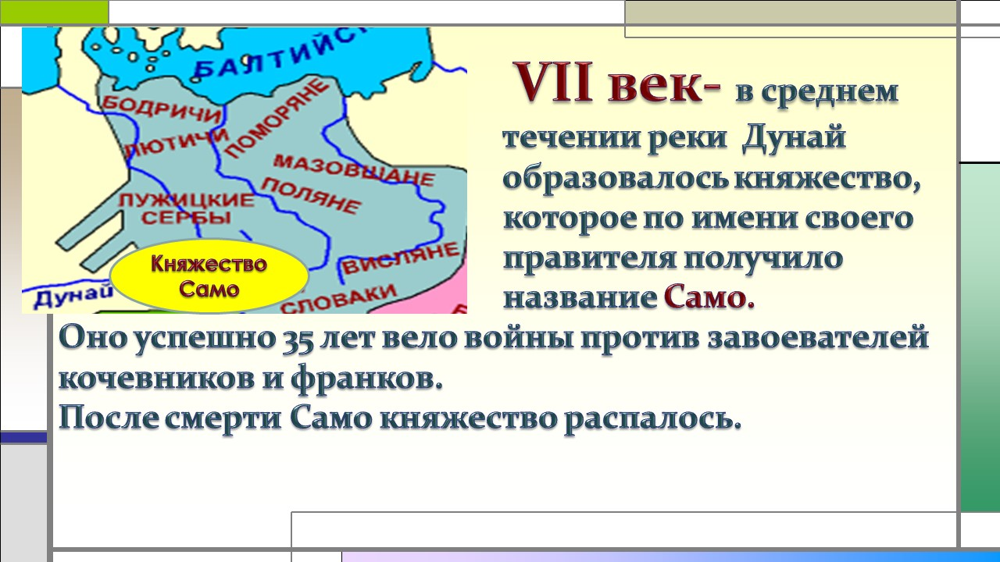 БАЛТИЙС
БОДРИЧИ
ЛЮТИЧИ
ПОМОРЯНЕ
МАЗОВШАНЕ
ПОЛЯНЕ
ЛУЖИЦКИЕ
СЕРБЫ
Княжество
Само
ВИСЛЯНЕ
Дунай
СЛОВАКИ
VII век- в среднем
течении реки Дунай
образовалось княжество,
которое по имени своего
правителя получило
название Само.
Оно успешно 35 лет вело войны против завоевателей
кочевников и франков.
После смерти Само княжество распалось.